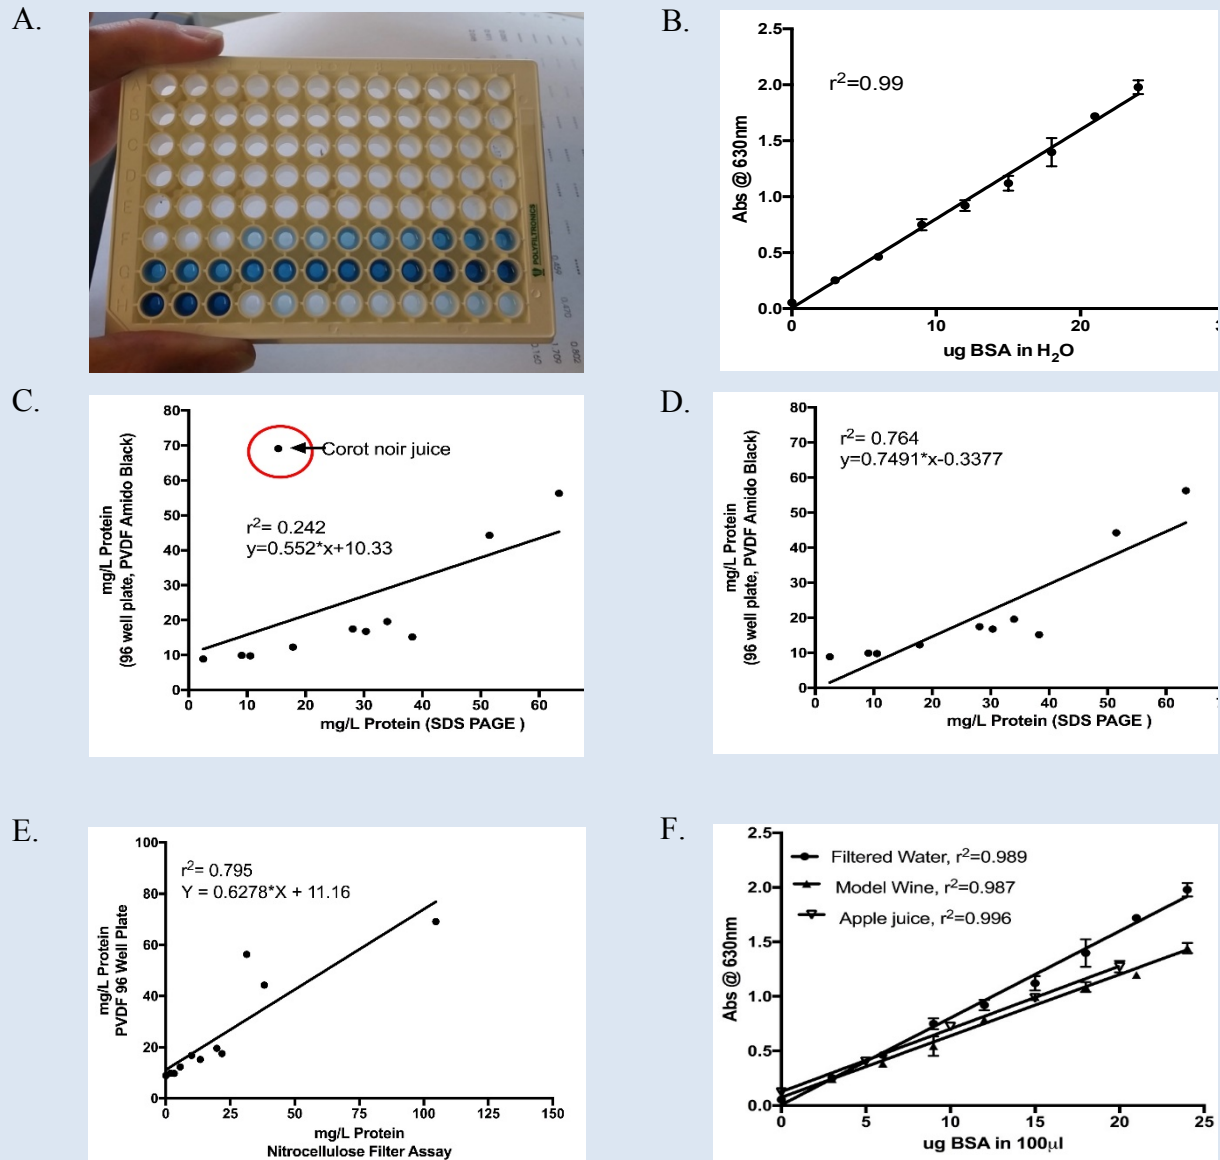 A.
POLYFILTRONICS
B.
2.5
2.0
1.5
1.0
0.5
0.0
Abs @ 630nm
r²=0.99
0
10
20
ug BSA in H₂O
C.
80
70
60
50
40
30
20
10
0
mg/L Protein
(96 well plate, PVDF Amido Black)
Corot noir juice
r²= 0.242
y=0.552*x+10.33
0 10 20 30 40 50 60
mg/L Protein (SDS PAGE )
D.
80
70
60
50
40
30
20
10
0
mg/L Protein
(96 well plate, PVDF Amido Black)
r²= 0.764
y=0.7491*x-0.3377
0 10 20 30 40 50 60
mg/L Protein (SDS PAGE )
E.
100
80
60
40
20
0
mg/L Protein
PVDF 96 Well Plate
r²= 0.795
Y = 0.6278*X + 11.16
0 25 50 75 100 125 150
mg/L Protein
Nitrocellulose Filter Assay
F.
2.5
2.0
1.5
1.0
0.5
0.0
Abs @ 630nm
Filtered Water, r²=0.989
Model Wine, r²=0.987
Apple juice, r²=0.996
0 5 10 15 20 25
ug BSA in 100µl